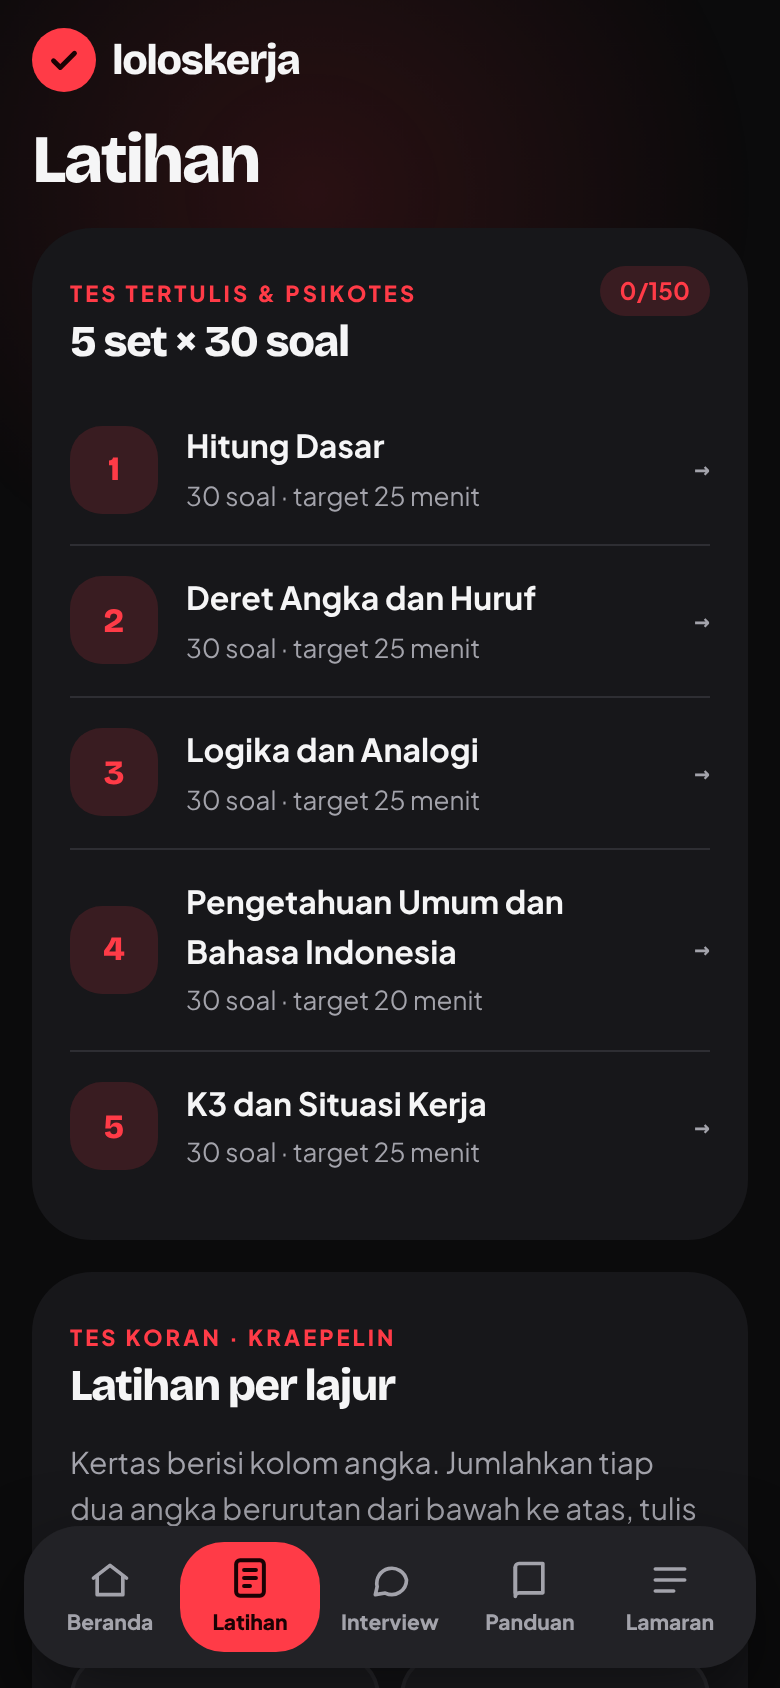 loloskerja
Latihan
TES TERTULIS & PSIKOTES
0/150
5 set × 30 soal
1
Hitung Dasar
30 soal · target 25 menit
→
2
Deret Angka dan Huruf
30 soal · target 25 menit
→
3
Logika dan Analogi
30 soal · target 25 menit
→
4
Pengetahuan Umum dan
Bahasa Indonesia
30 soal · target 20 menit
→
5
K3 dan Situasi Kerja
30 soal · target 25 menit
→
TES KORAN · KRAEPELIN
Latihan per lajur
Kertas berisi kolom angka. Jumlahkan tiap
dua angka berurutan dari bawah ke atas, tulis
Beranda
Latihan
Interview
Panduan
Lamaran